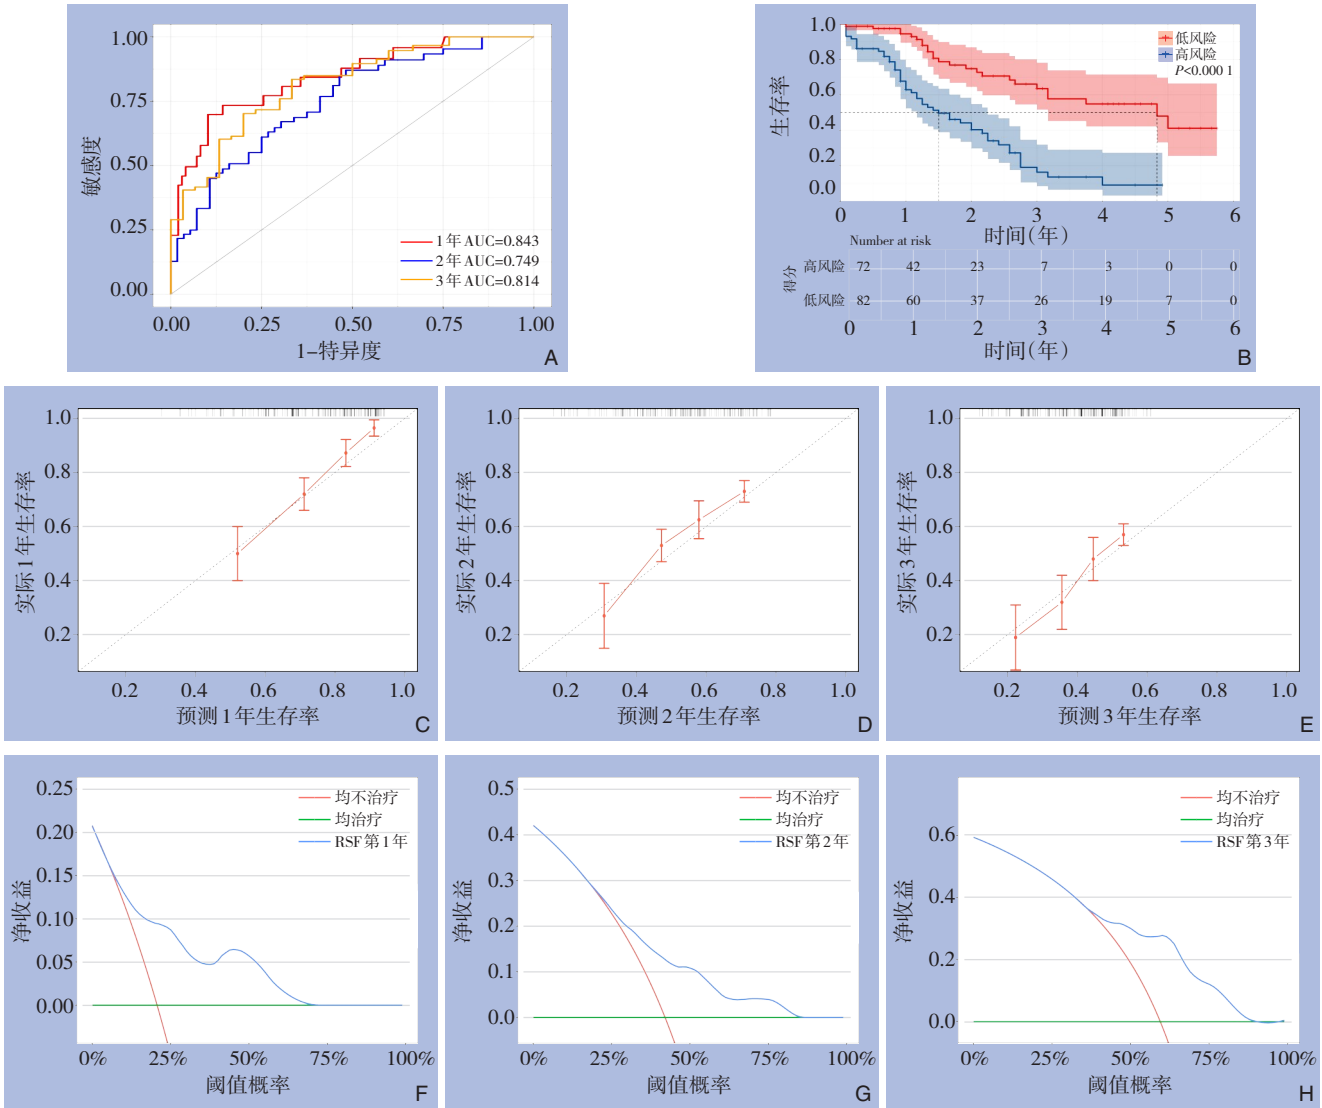 1.00
0.75
0.50
0.25
0.00
敏感度
1年AUC=0.843
2年AUC=0.749
3年AUC=0.814
0.00 0.25 0.50 0.75 1.00
1-特异度
A
1.0
0.8
0.6
0.4
0.2
0.0
生存率
低风险
高风险
P<0.000 1
0 1 2 3 4 5 6
时间(年)
Number at risk
得分
高风险 72 42 23 7 3 0 0
低风险 82 60 37 26 19 7 0
0 1 2 3 4 5 6
时间(年)
B
1.0
0.8
0.6
0.4
0.2
实际1年生存率
0.2 0.4 0.6 0.8 1.0
预测1年生存率
C
1.0
0.8
0.6
0.4
0.2
实际2年生存率
0.2 0.4 0.6 0.8 1.0
预测2年生存率
D
1.0
0.8
0.6
0.4
0.2
实际3年生存率
0.2 0.4 0.6 0.8 1.0
预测3年生存率
E
0.25
0.20
0.15
0.10
0.05
0.00
净收益
均不治疗
均治疗
RSF第1年
0% 25% 50% 75% 100%
阈值概率
F
0.5
0.4
0.3
0.2
0.1
0.0
净收益
均不治疗
均治疗
RSF第2年
0% 25% 50% 75% 100%
阈值概率
G
0.6
0.4
0.2
0.0
净收益
均不治疗
均治疗
RSF第3年
0% 25% 50% 75% 100%
阈值概率
H